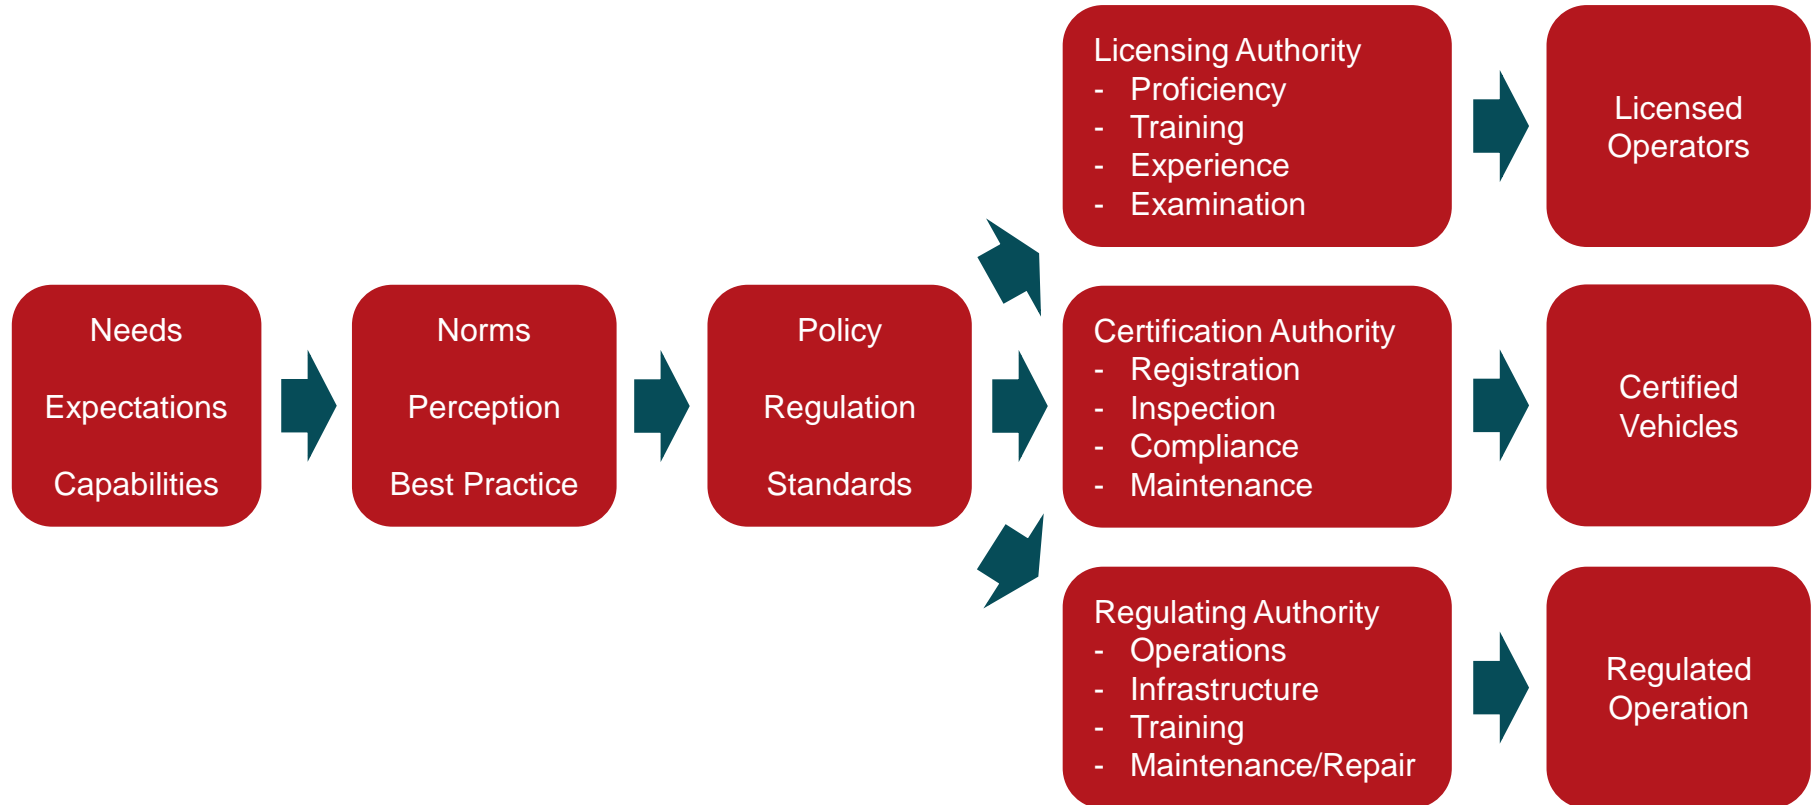 Needs
Expectations
Capabilities
Norms
Perception
Best Practice
Policy
Regulation
Standards
Licensing Authority
- Proficiency
- Training
- Experience
- Examination
Licensed
Operators
Certification Authority
- Registration
- Inspection
- Compliance
- Maintenance
Certified
Vehicles
Regulating Authority
- Operations
- Infrastructure
- Training
- Maintenance/Repair
Regulated
Operation